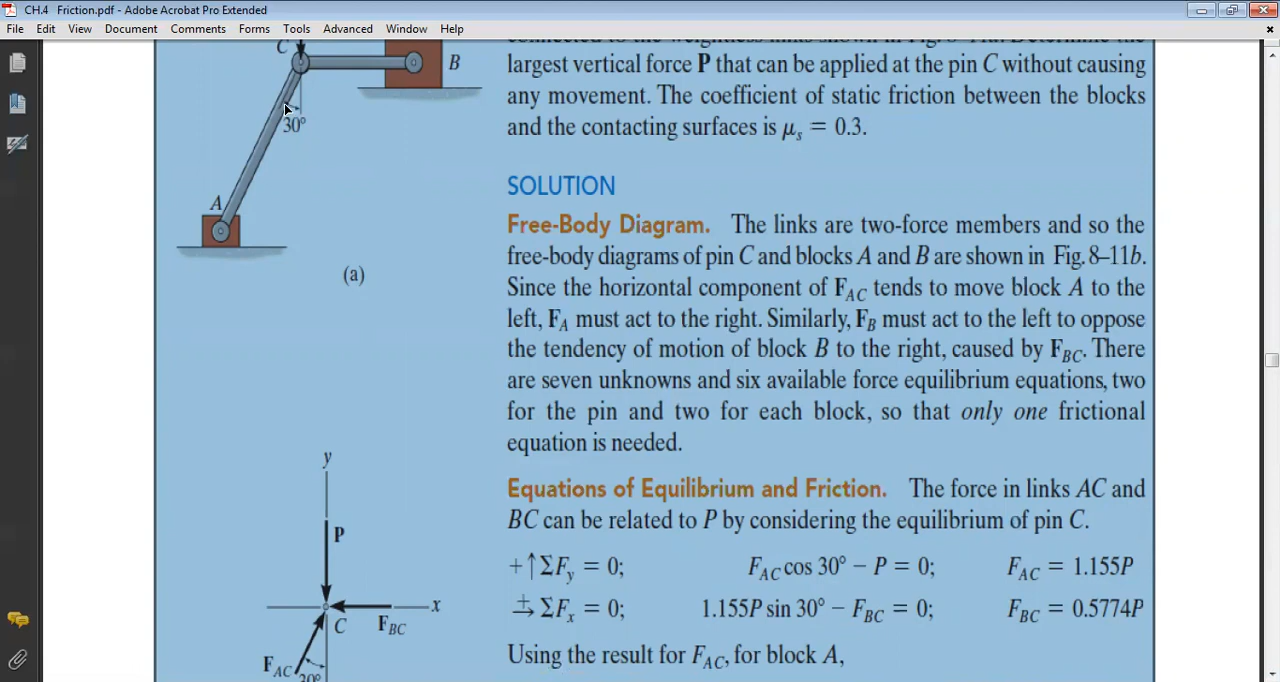 CH.4 Friction.pdf - Adobe Acrobat Pro Extended
File Edit View Document Comments Forms Tools Advanced Window Help
C
B
30°
A
(a)
largest vertical force P that can be applied at the pin C without causing
any movement. The coefficient of static friction between the blocks
and the contacting surfaces is μs = 0.3.
SOLUTION
Free-Body Diagram. The links are two-force members and so the
free-body diagrams of pin C and blocks A and B are shown in Fig. 8–11b.
Since the horizontal component of FAC tends to move block A to the
left, FA must act to the right. Similarly, FB must act to the left to oppose
the tendency of motion of block B to the right, caused by FBC. There
are seven unknowns and six available force equilibrium equations, two
for the pin and two for each block, so that only one frictional
equation is needed.
Equations of Equilibrium and Friction. The force in links AC and
BC can be related to P by considering the equilibrium of pin C.
+↑ΣFy = 0; FAC cos 30° − P = 0; FAC = 1.155P
→+ ΣFx = 0; 1.155P sin 30° − FBC = 0; FBC = 0.5774P
Using the result for FAC, for block A,
y
P
x
C
FBC
FAC
30°